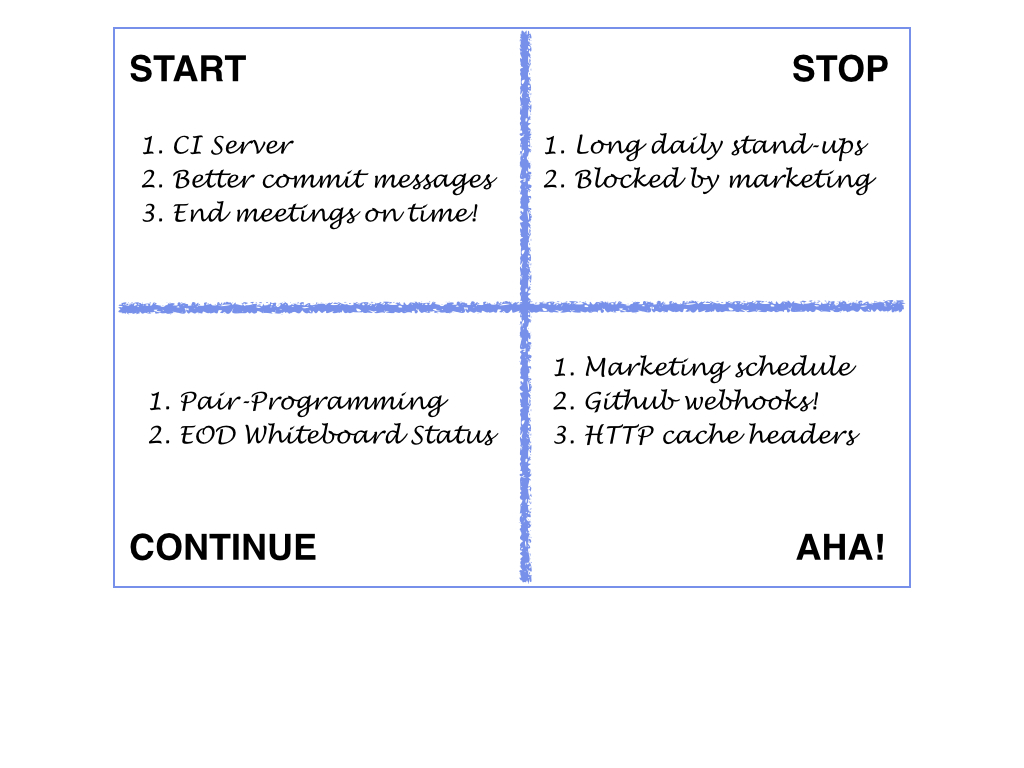 START
1. CI Server
2. Better commit messages
3. End meetings on time!
STOP
1. Long daily stand-ups
2. Blocked by marketing
1. Pair-Programming
2. EOD Whiteboard Status
CONTINUE
1. Marketing schedule
2. Github webhooks!
3. HTTP cache headers
AHA!